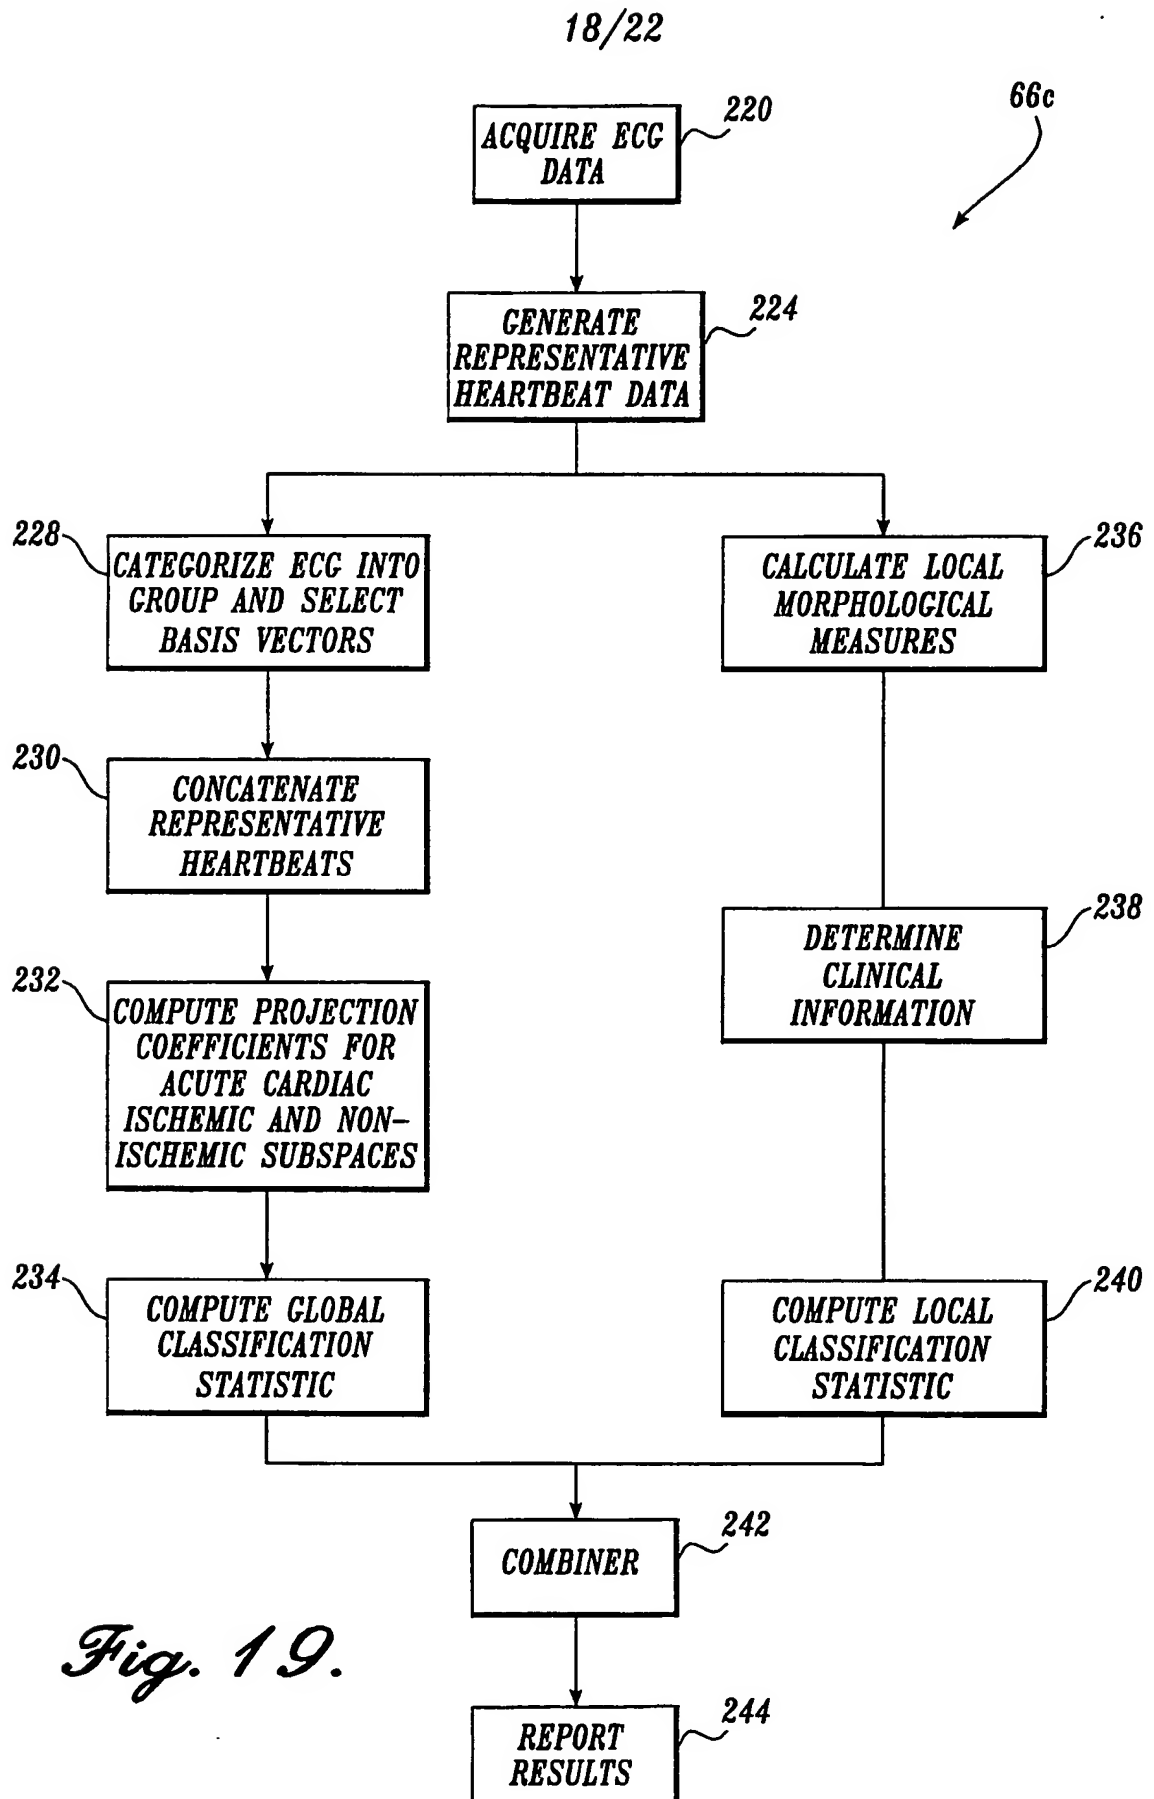 18/22
66c
220
ACQUIRE ECG
DATA
224
GENERATE
REPRESENTATIVE
HEARTBEAT DATA
228
CATEGORIZE ECG INTO
GROUP AND SELECT
BASIS VECTORS
236
CALCULATE LOCAL
MORPHOLOGICAL
MEASURES
230
CONCATENATE
REPRESENTATIVE
HEARTBEATS
238
DETERMINE
CLINICAL
INFORMATION
232
COMPUTE PROJECTION
COEFFICIENTS FOR
ACUTE CARDIAC
ISCHEMIC AND NON-
ISCHEMIC SUBSPACES
234
COMPUTE GLOBAL
CLASSIFICATION
STATISTIC
240
COMPUTE LOCAL
CLASSIFICATION
STATISTIC
242
COMBINER
244
REPORT
RESULTS
Fig. 19.